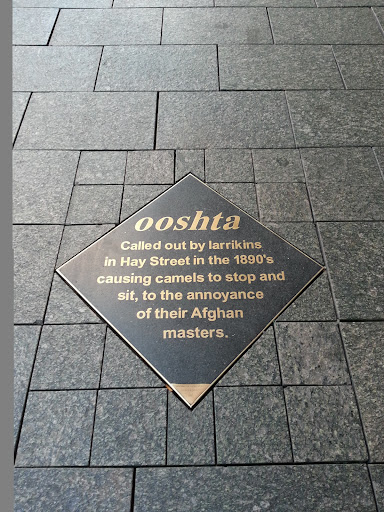 ooshta
Called out by larrikins
in Hay Street in the 1890's
causing camels to stop and
sit, to the annoyance
of their Afghan
masters.